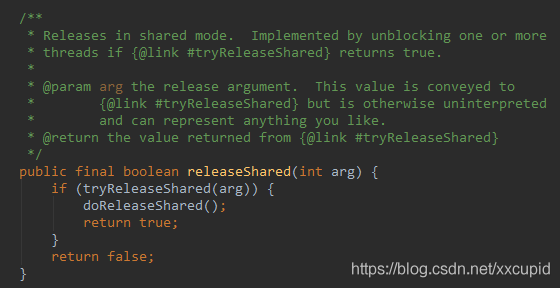 /**
 * Releases in shared mode.  Implemented by unblocking one or more
 * threads if {@link #tryReleaseShared} returns true.
 *
 * @param arg the release argument.  This value is conveyed to
 *        {@link #tryReleaseShared} but is otherwise uninterpreted
 *        and can represent anything you like.
 * @return the value returned from {@link #tryReleaseShared}
 */
public final boolean releaseShared(int arg) {
    if (tryReleaseShared(arg)) {
        doReleaseShared();
        return true;
    }
    return false;
}
https://blog.csdn.net/xxcupid